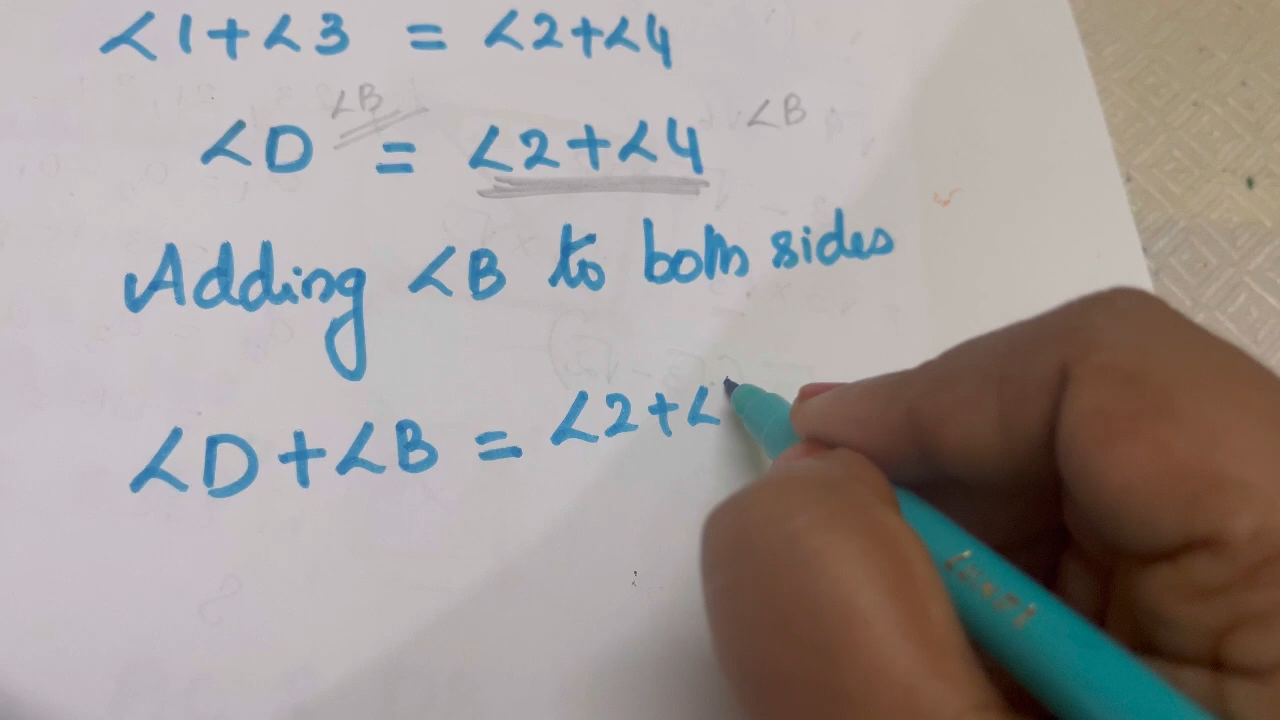 ∠1+∠3 = ∠2+∠4
∠B ∠B
∠D = ∠2+∠4
Adding ∠B to both sides
∠D+∠B = ∠2+∠